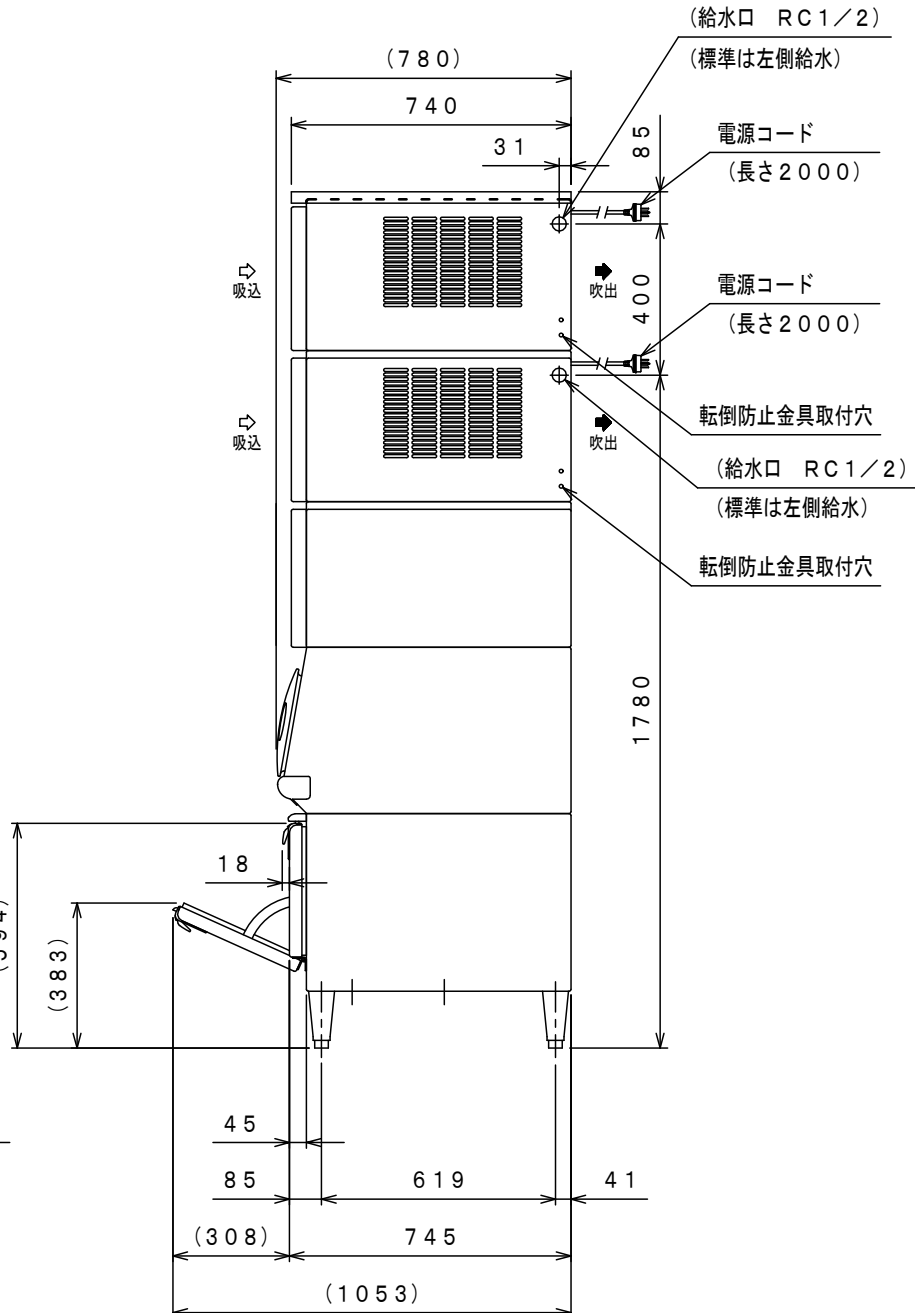 (給水口 RC1/2)
(標準は左側給水)
(780)
740
31
85
電源コード
(長さ2000)
吸込
吹出
400
電源コード
(長さ2000)
吸込
吹出
転倒防止金具取付穴
(給水口 RC1/2)
(標準は左側給水)
転倒防止金具取付穴
1780
18
(383)
45
85
619
41
(308)
745
(1053)